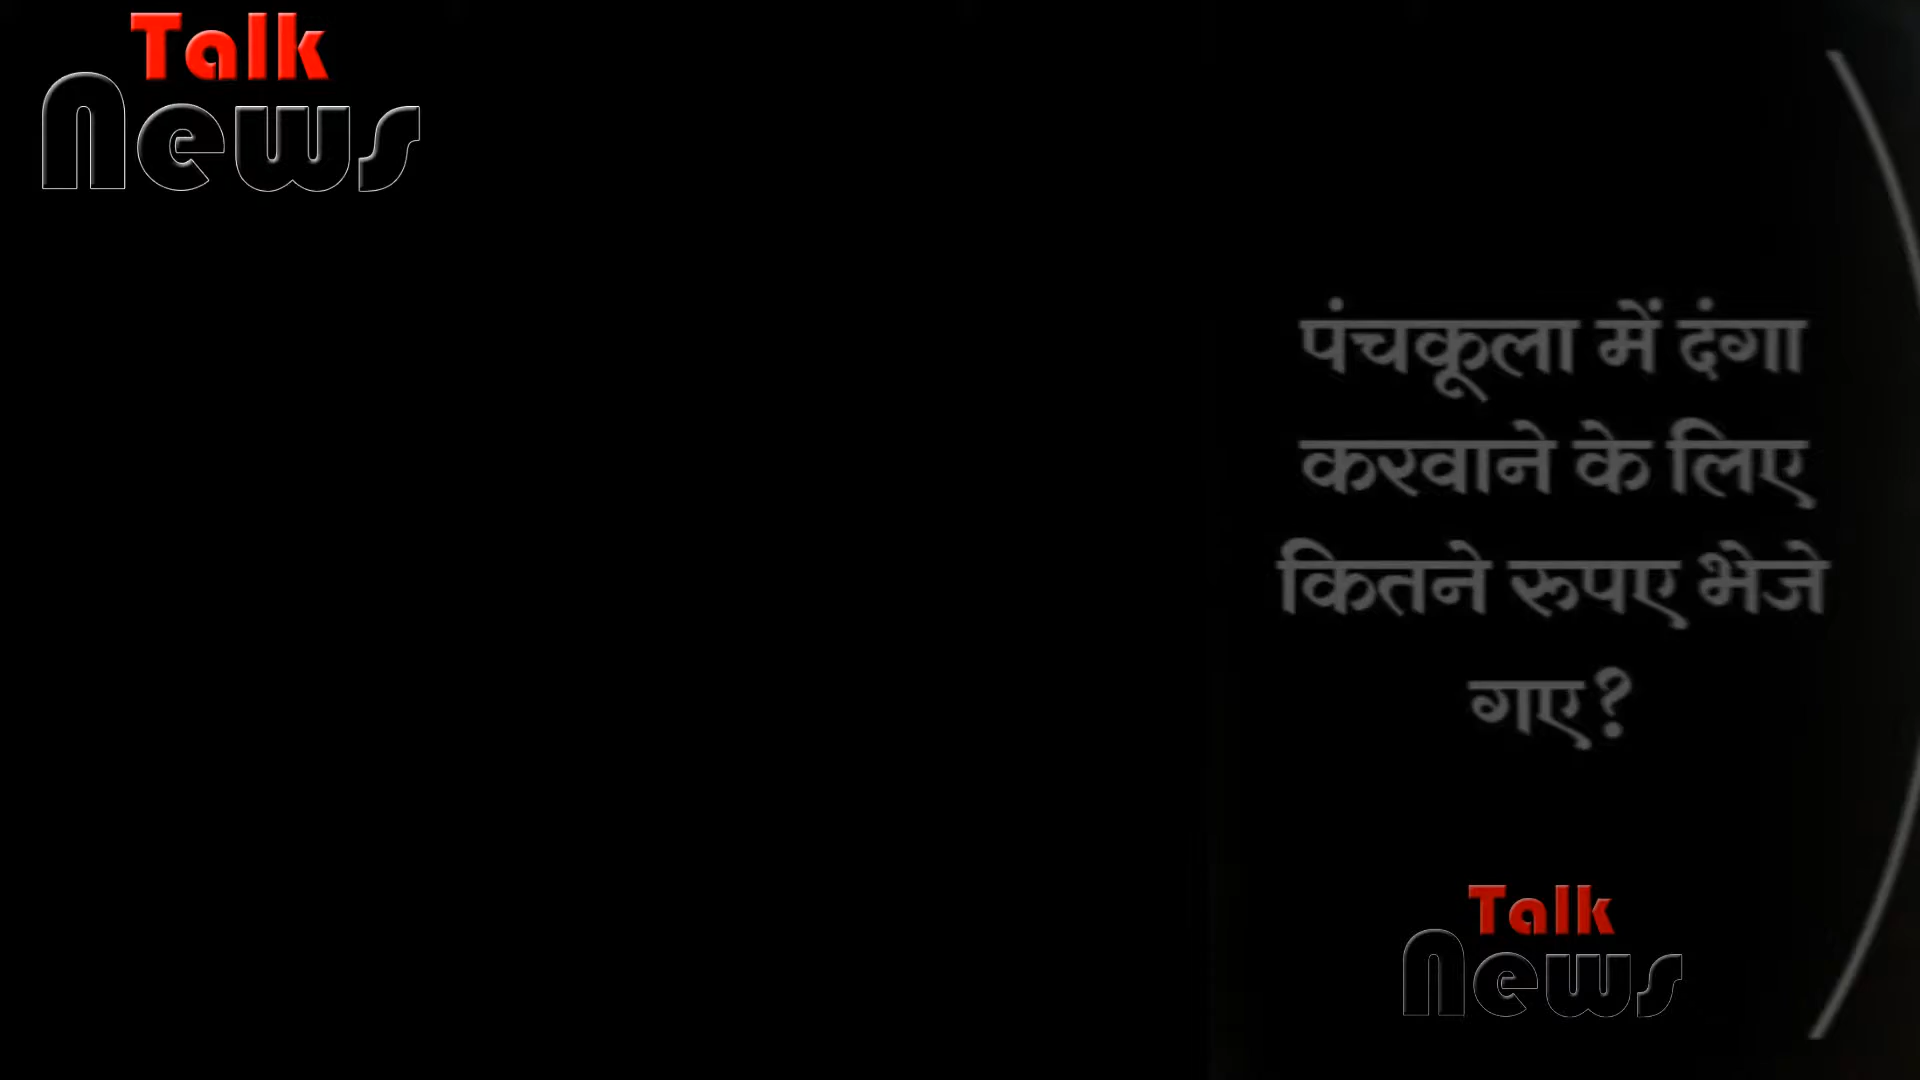 Talk
News
पंचकूला में दंगा
करवाने के लिए
कितने रूपए भेजे
गए?
Talk
News